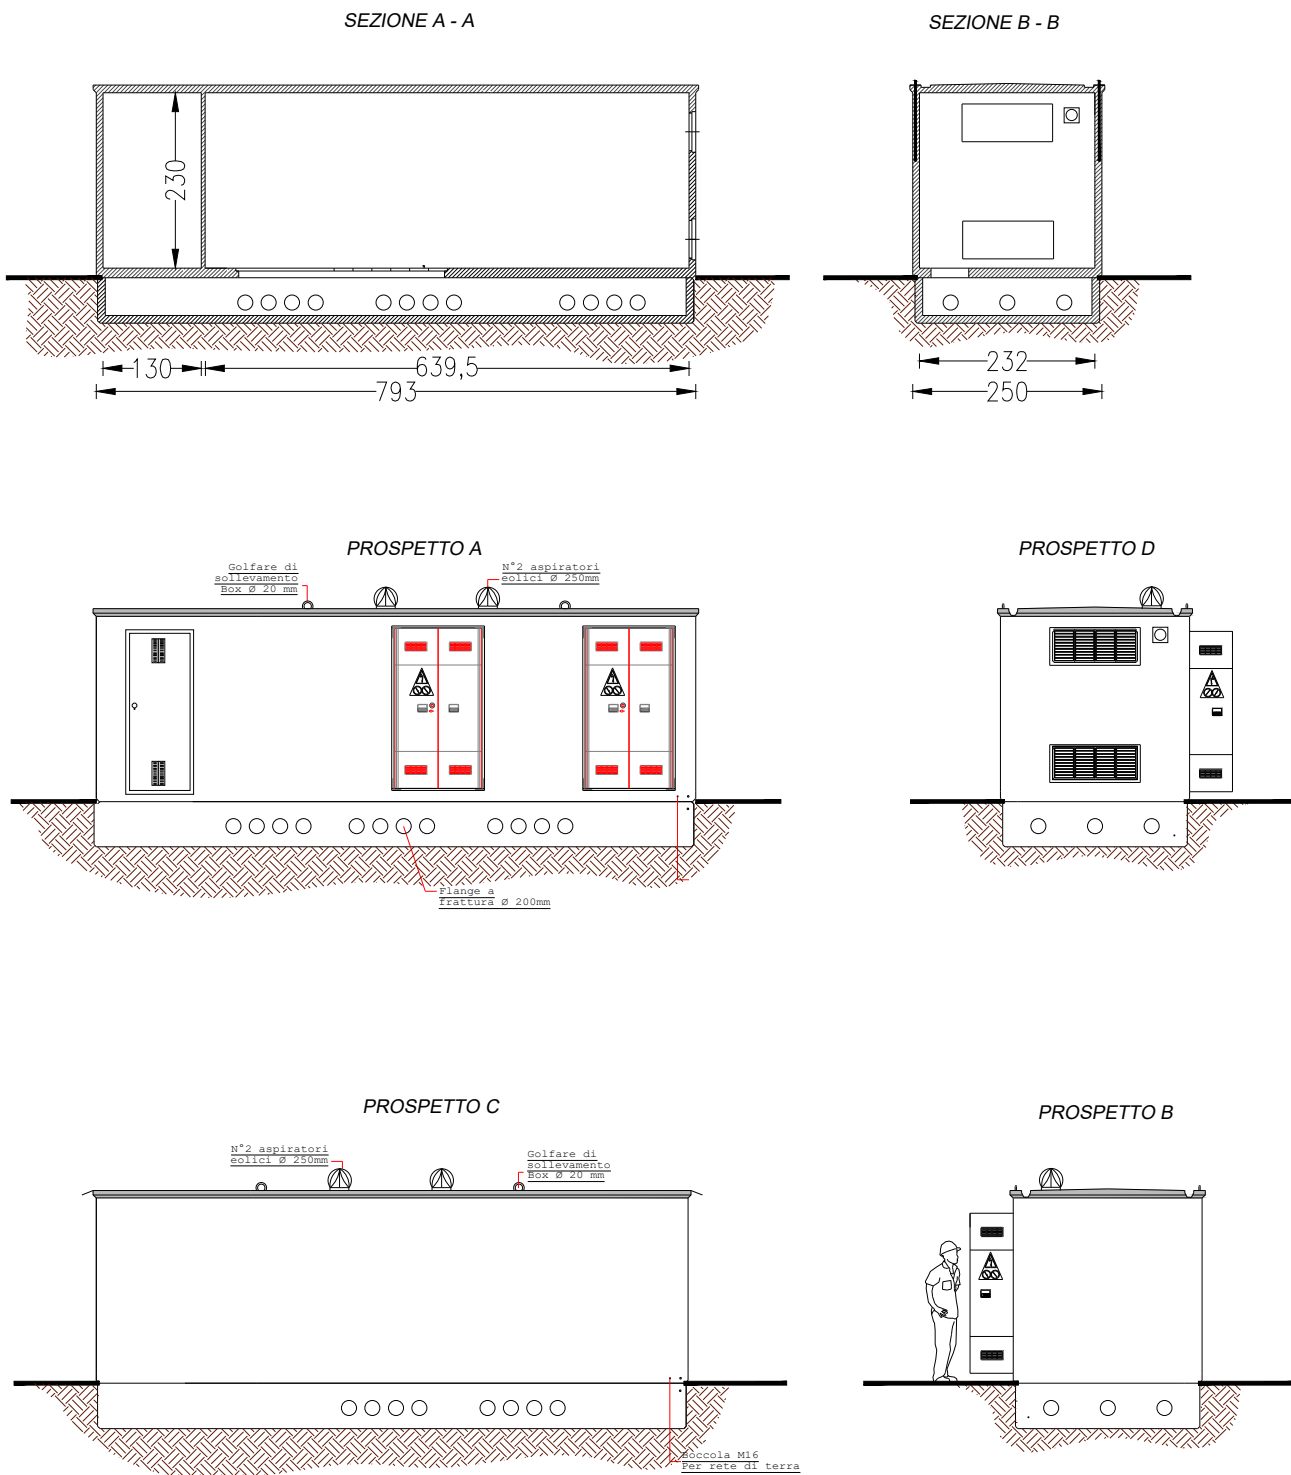 SEZIONE A - A
SEZIONE B - B
230
130
639,5
793
232
250
PROSPETTO A
PROSPETTO D
Golfare di
sollevamento
Box Ø 20 mm
N°2 aspiratori
eolici Ø 250mm
Flange a
frattura Ø 200mm
PROSPETTO C
PROSPETTO B
N°2 aspiratori
eolici Ø 250mm
Golfare di
sollevamento
Box Ø 20 mm
Boccola M16
Per rete di terra